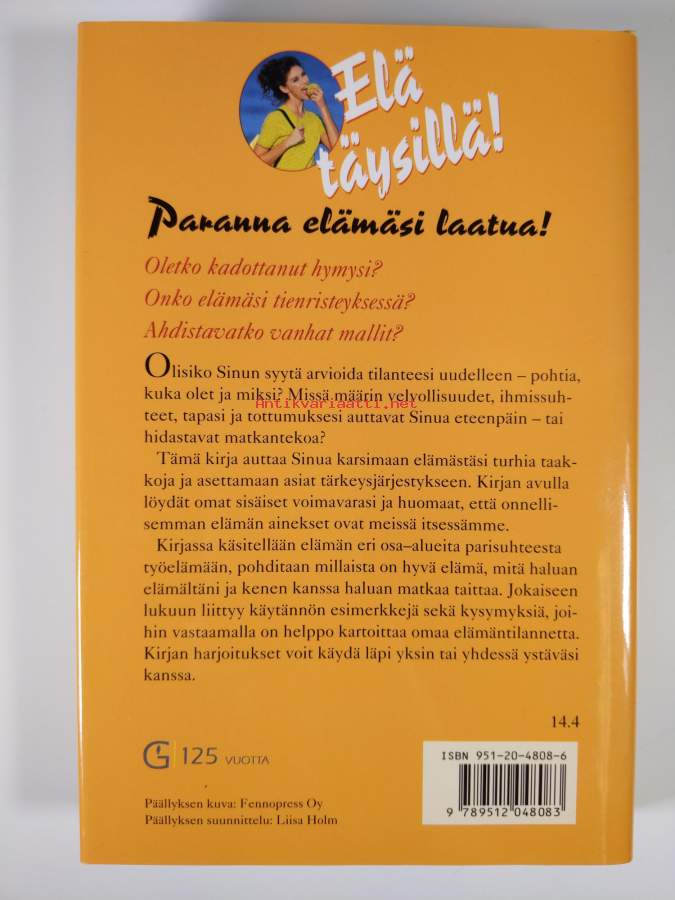 Elä
täysillä!
Paranna elämäsi laatua!
Oletko kadottanut hymysi?
Onko elämäsi tienristeyksessä?
Ahdistavatko vanhat mallit?
Olisiko Sinun syytä arvioida tilanteesi uudelleen – pohtia,
kuka olet ja miksi? Missä määrin velvollisuudet, ihmissuh-
Antikvariaatti.net
teet, tapasi ja tottumuksesi auttavat Sinua eteenpäin – tai
hidastavat matkantekoa?
Tämä kirja auttaa Sinua karsimaan elämästäsi turhia taak-
koja ja asettamaan asiat tärkeysjärjestykseen. Kirjan avulla
löydät omat sisäiset voimavarasi ja huomaat, että onnelli-
semman elämän ainekset ovat meissä itsessämme.
Kirjassa käsitellään elämän eri osa–alueita parisuhteesta
työelämään, pohditaan millaista on hyvä elämä, mitä haluan
elämältäni ja kenen kanssa haluan matkaa taittaa. Jokaiseen
lukuun liittyy käytännön esimerkkejä sekä kysymyksiä, joi-
hin vastaamalla on helppo kartoittaa omaa elämäntilannetta.
Kirjan harjoitukset voit käydä läpi yksin tai yhdessä ystäväsi
kanssa.
14.4
G 125 VUOTTA
ISBN 951-20-4808-6
9 789512 048083
Päällyksen kuva: Fennopress Oy
Päällyksen suunnittelu: Liisa Holm